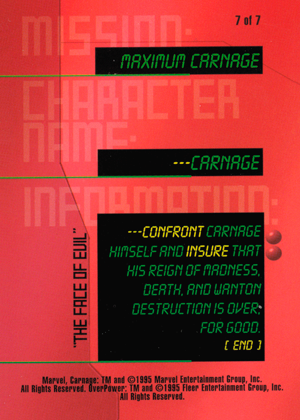 7 of 7
MISSION:
MAXIMUM CARNAGE
CHARACTER
NAME:
---CARNAGE
INFORMATION:
"THE FACE OF EVIL"
---CONFRONT CARNAGE
HIMSELF AND INSURE THAT
HIS REIGN OF MADNESS,
DEATH, AND WANTON
DESTRUCTION IS OVER;
FOR GOOD.
( END )
Marvel, Carnage: TM and ©1995 Marvel Entertainment Group, Inc.
All Rights Reserved. OverPower: TM and ©1995 Fleer Entertainment Group, Inc.
All Rights Reserved.